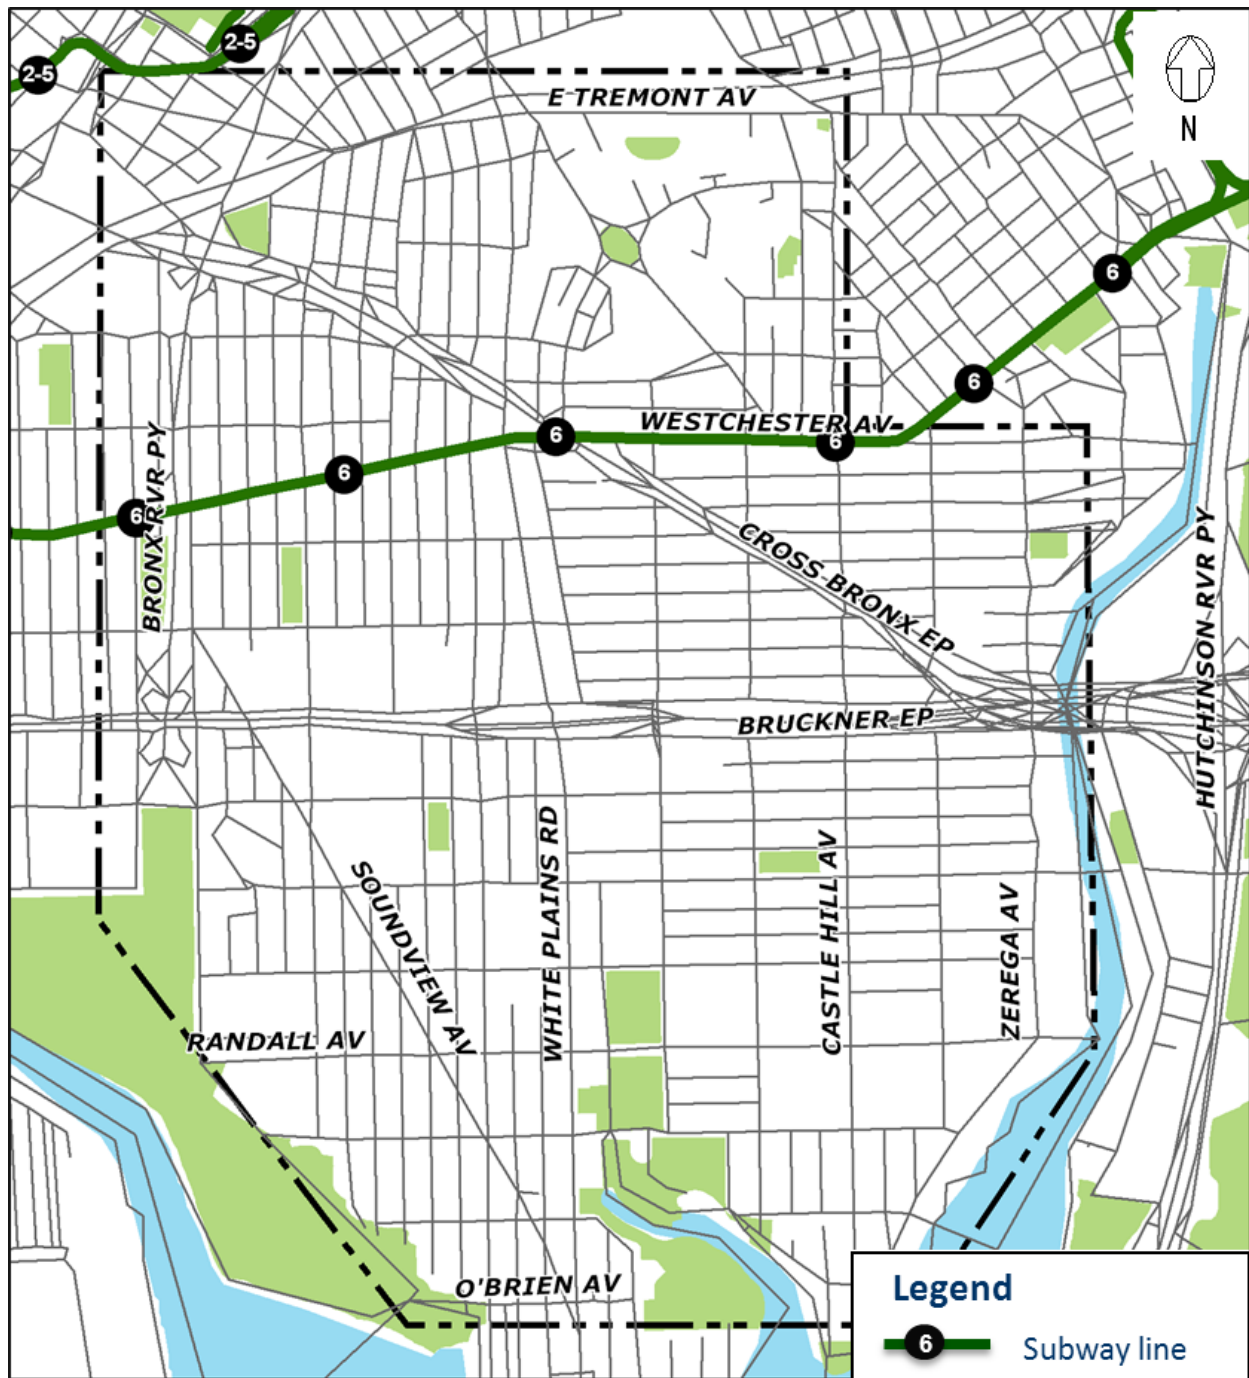 2-5
2-5
E TREMONT AV
N
6
6
WESTCHESTER AV
6
6
6
6
BRONX RVR PY
CROSS BRONX EP
HUTCHINSON RVR PY
BRUCKNER EP
WHITE PLAINS RD
SOUNDVIEW AV
CASTLE HILL AV
ZEREGA AV
RANDALL AV
O'BRIEN AV
Legend
6 Subway line